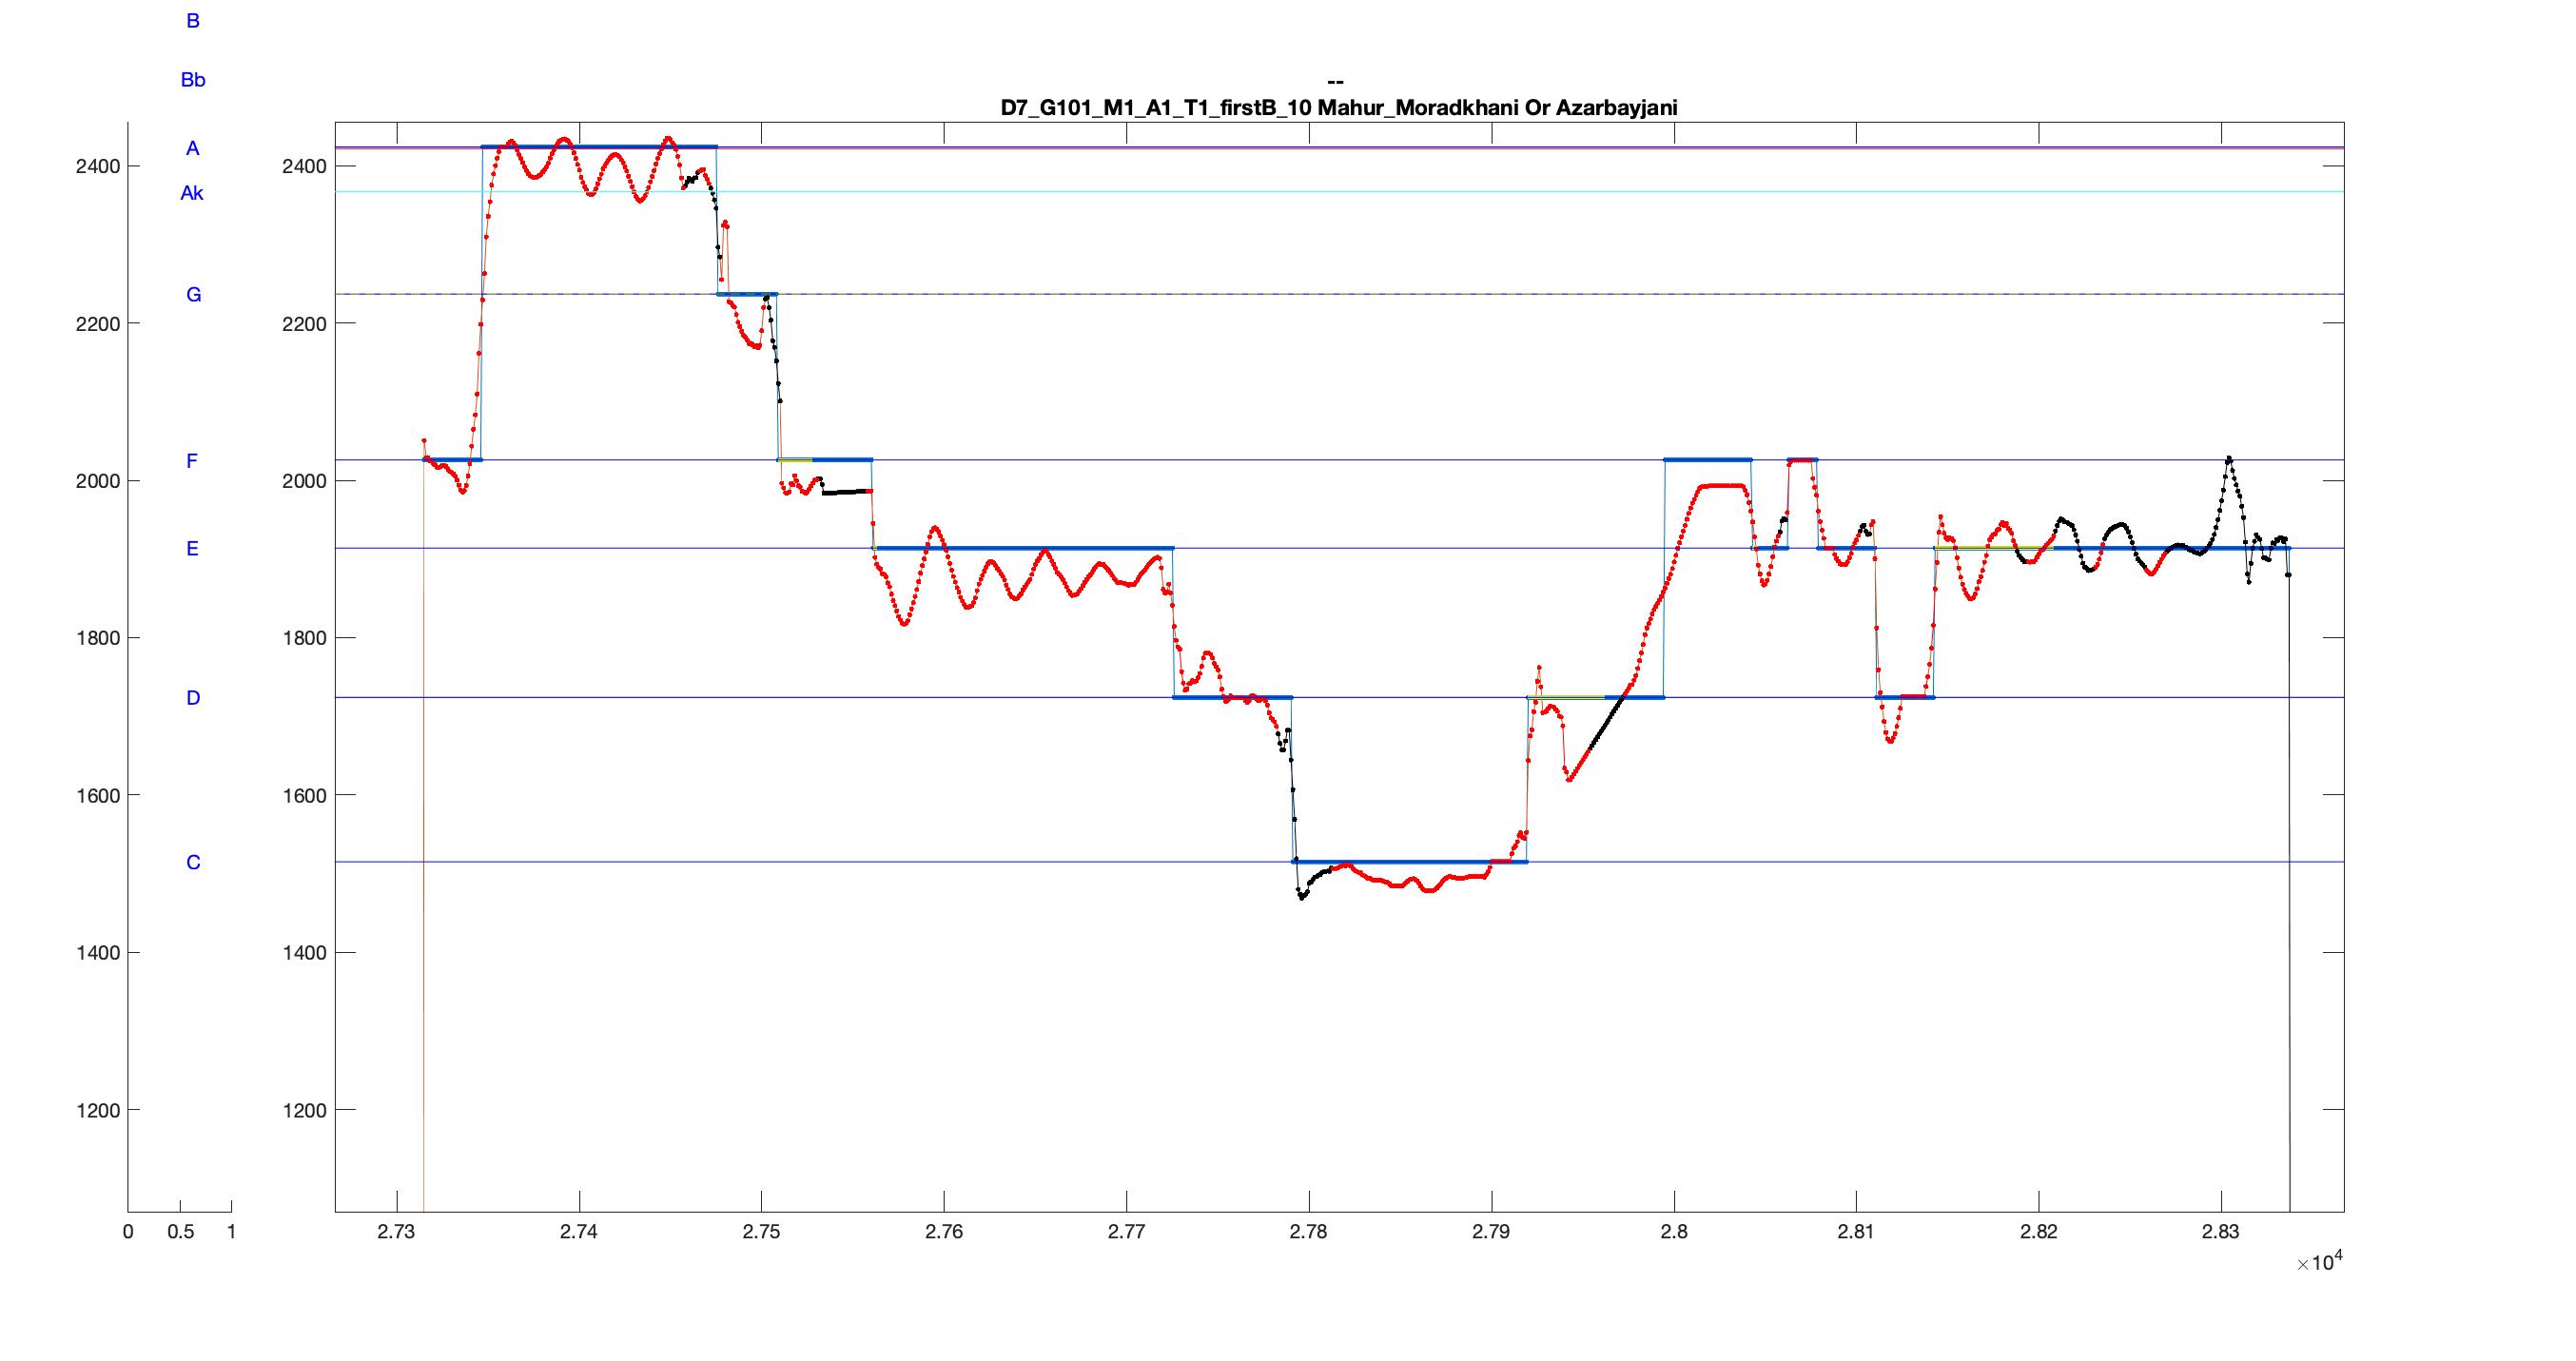 B
Bb
--
D7_G101_M1_A1_T1_firstB_10 Mahur_Moradkhani Or Azarbayjani
A
2400 2400
Ak
G
2200 2200
F
2000 2000
E
1800 1800
D
1600 1600
C
1400 1400
1200 1200
0 0.5 1 2.73 2.74 2.75 2.76 2.77 2.78 2.79 2.8 2.81 2.82 2.83
×10⁴